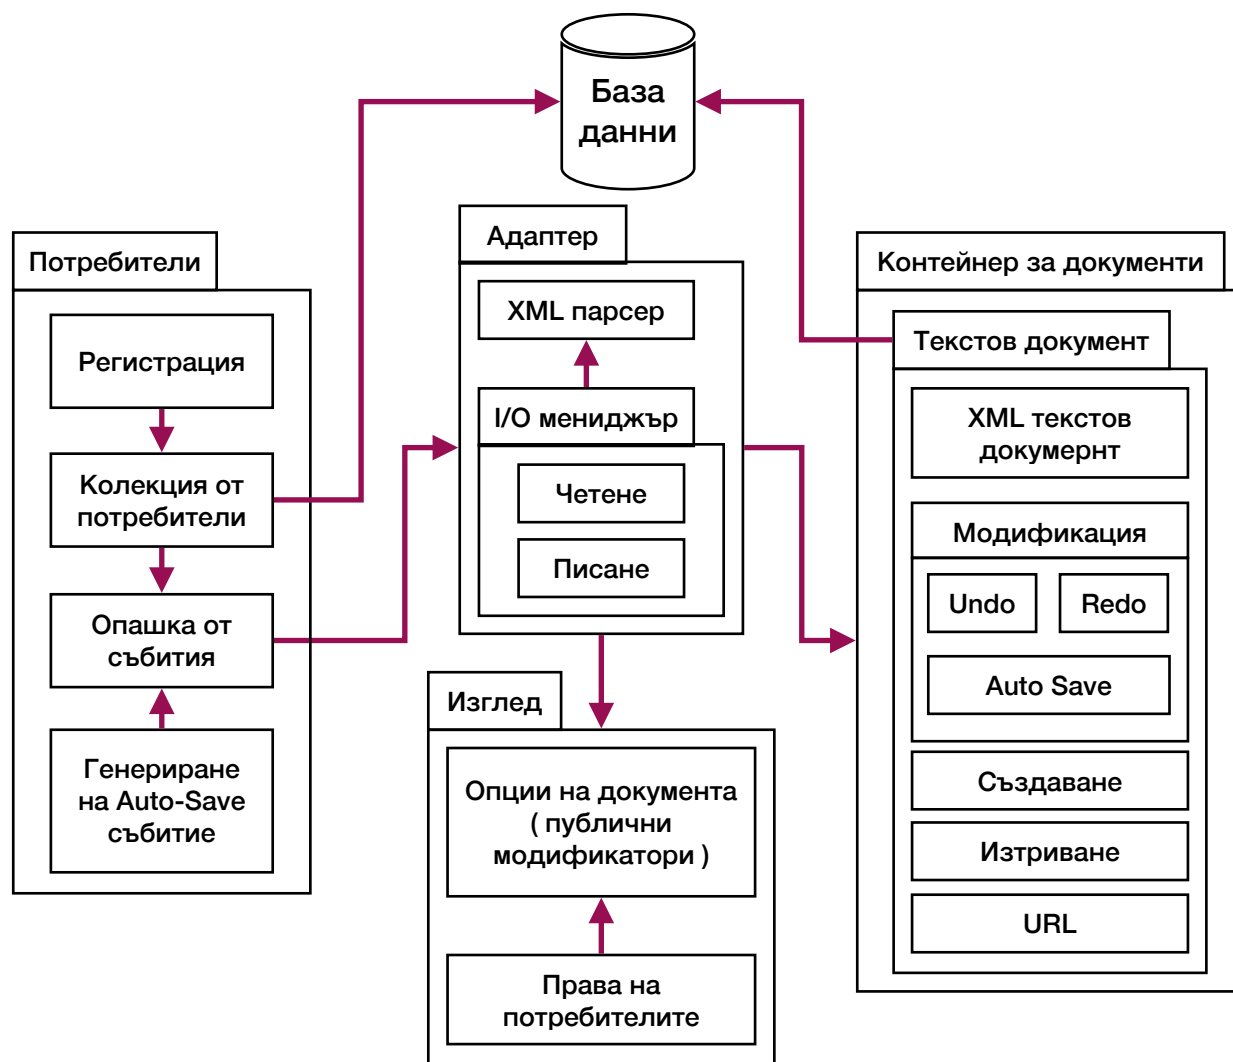 База
данни
Потребители
Регистрация
Колекция от
потребители
Опашка от
събития
Генериране
на Auto-Save
събитие
Адаптер
XML парсер
I/O мениджър
Четене
Писане
Изглед
Опции на документа
( публични
модификатори )
Права на
потребителите
Контейнер за документи
Текстов документ
XML текстов
докумернт
Модификация
Undo
Redo
Auto Save
Създаване
Изтриване
URL